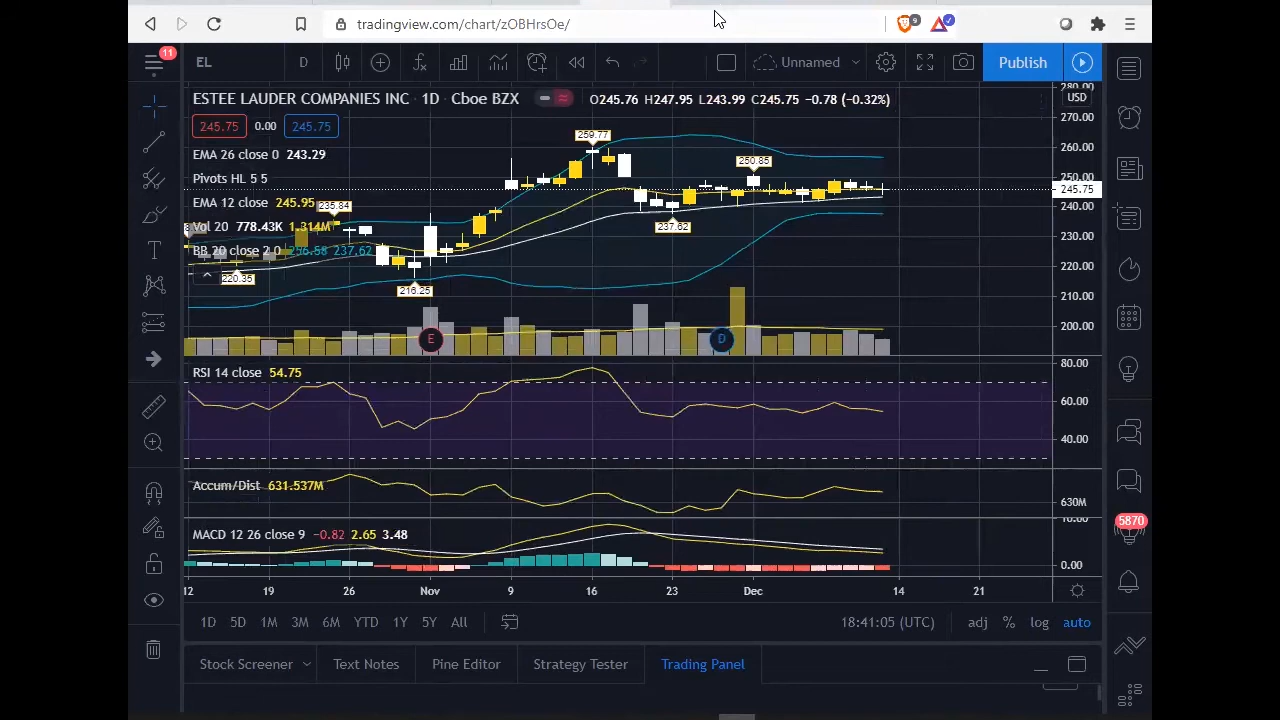 tradingview.com/chart/zOBHrsOe/
9
11
EL
D
Unnamed
Publish
ESTEE LAUDER COMPANIES INC · 1D · Cboe BZX
O245.76 H247.95 L243.99 C245.75 −0.78 (−0.32%)
USD
280.00
245.75 0.00 245.75
270.00
259.77
EMA 26 close 0 243.29
260.00
250.85
Pivots HL 5 5
250.00
245.75
EMA 12 close 245.95
235.84
240.00
Vol 20 778.43K 1.314M
237.62
230.00
BB 20 close 2 0 256.58 237.62
220.35
220.00
216.25
210.00
200.00
E
D
RSI 14 close 54.75
80.00
60.00
40.00
Accum/Dist 631.537M
630M
MACD 12 26 close 9 −0.82 2.65 3.48
10.00
0.00
12 19 26 Nov 9 16 23 Dec 14 21
1D 5D 1M 3M 6M YTD 1Y 5Y All
18:41:05 (UTC)
adj % log auto
5870
Stock Screener Text Notes Pine Editor Strategy Tester Trading Panel